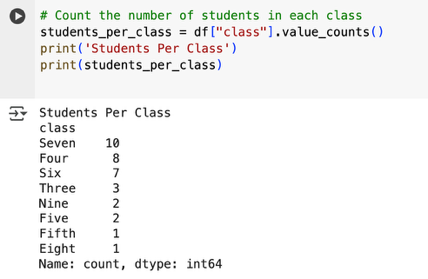 # Count the number of students in each class
students_per_class = df["class"].value_counts()
print('Students Per Class')
print(students_per_class)
Students Per Class
class
Seven    10
Four      8
Six       7
Three     3
Nine      2
Five      2
Fifth     1
Eight     1
Name: count, dtype: int64